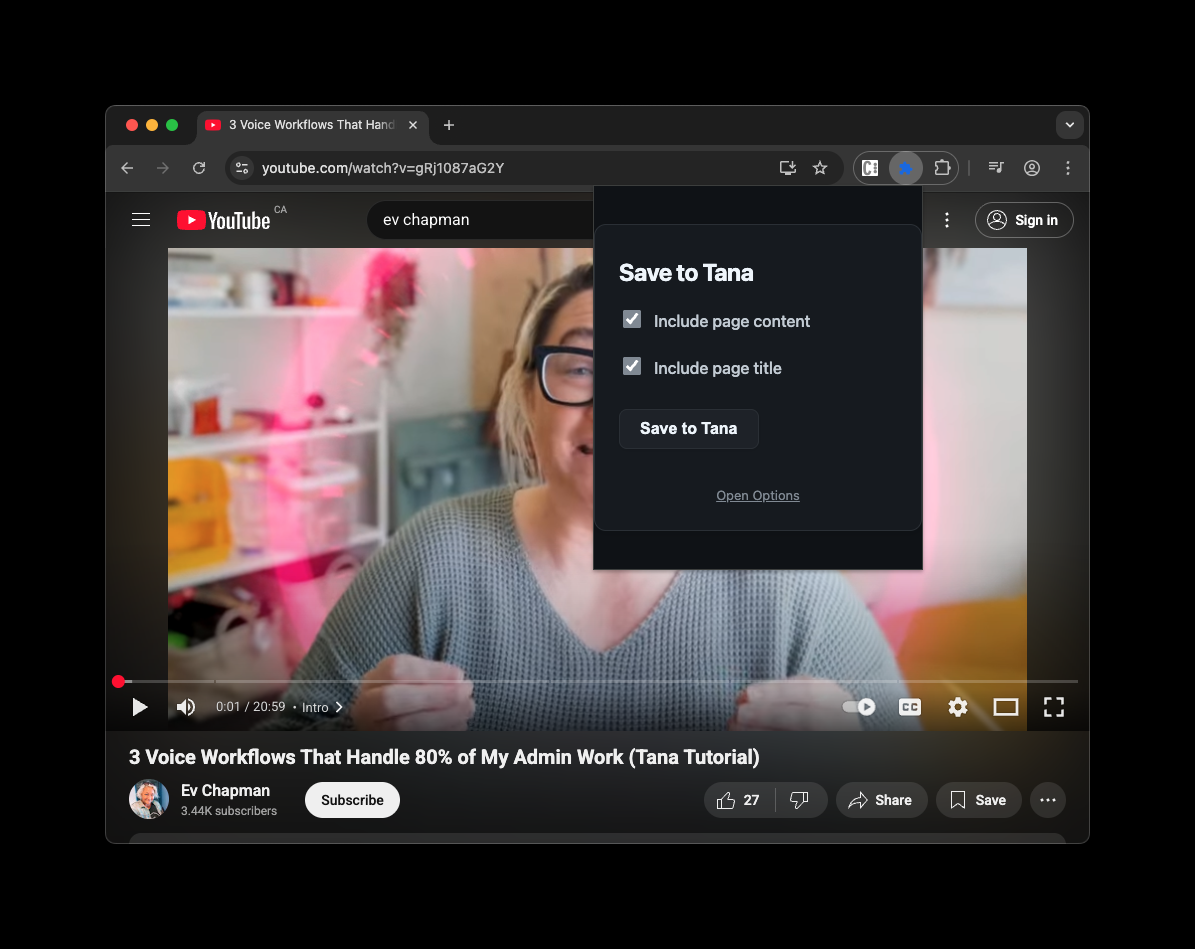 3 Voice Workflows That Hand
youtube.com/watch?v=gRj1087aG2Y
YouTube CA
ev chapman
Sign in
Save to Tana
Include page content
Include page title
Save to Tana
Open Options
0:01 / 20:59 • Intro
CC
3 Voice Workflows That Handle 80% of My Admin Work (Tana Tutorial)
Ev Chapman
3.44K subscribers
Subscribe
27
Share
Save